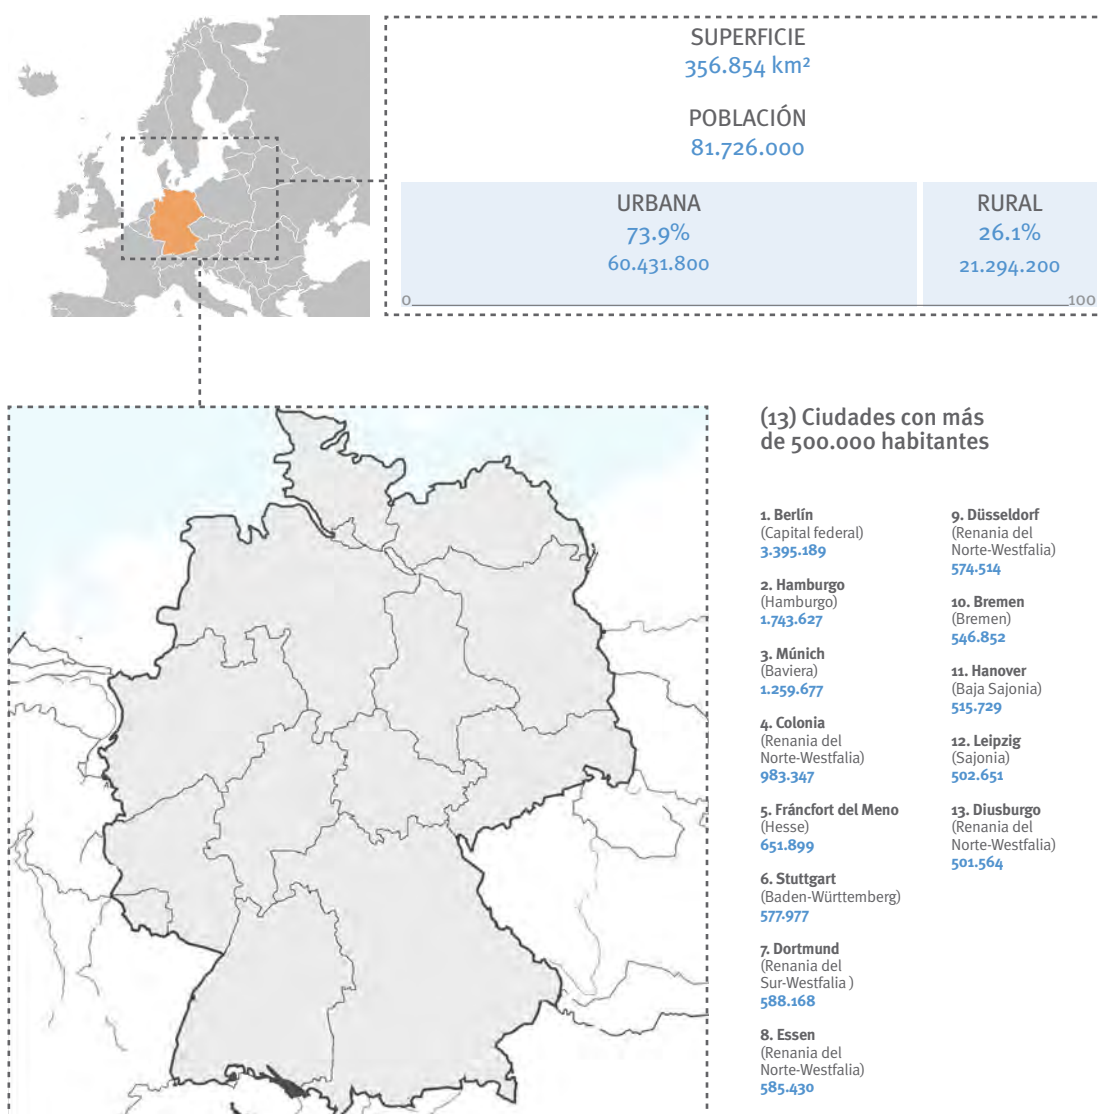 SUPERFICIE
356.854 km²
POBLACIÓN
81.726.000
URBANA
73.9%
60.431.800
RURAL
26.1%
21.294.200
0
100
(13) Ciudades con más
de 500.000 habitantes
1. Berlín
(Capital federal)
3.395.189
2. Hamburgo
(Hamburgo)
1.743.627
3. Múnich
(Baviera)
1.259.677
4. Colonia
(Renania del
Norte-Westfalia)
983.347
5. Fráncfort del Meno
(Hesse)
651.899
6. Stuttgart
(Baden-Württemberg)
577.977
7. Dortmund
(Renania del
Sur-Westfalia )
588.168
8. Essen
(Renania del
Norte-Westfalia)
585.430
9. Düsseldorf
(Renania del
Norte-Westfalia)
574.514
10. Bremen
(Bremen)
546.852
11. Hanover
(Baja Sajonia)
515.729
12. Leipzig
(Sajonia)
502.651
13. Diusburgo
(Renania del
Norte-Westfalia)
501.564